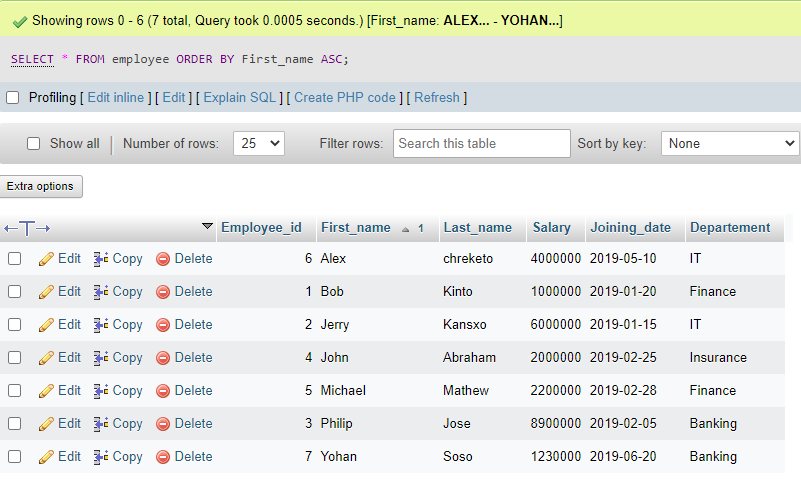 Showing rows 0 - 6 (7 total, Query took 0.0005 seconds.) [First_name: ALEX... - YOHAN...]
SELECT * FROM employee ORDER BY First_name ASC;
Profiling [ Edit inline ] [ Edit ] [ Explain SQL ] [ Create PHP code ] [ Refresh ]
Show all | Number of rows: 25 Filter rows: Search this table Sort by key: None
Extra options
Employee_id First_name 1 Last_name Salary Joining_date Departement
Edit Copy Delete 6 Alex chreketo 4000000 2019-05-10 IT
Edit Copy Delete 1 Bob Kinto 1000000 2019-01-20 Finance
Edit Copy Delete 2 Jerry Kansxo 6000000 2019-01-15 IT
Edit Copy Delete 4 John Abraham 2000000 2019-02-25 Insurance
Edit Copy Delete 5 Michael Mathew 2200000 2019-02-28 Finance
Edit Copy Delete 3 Philip Jose 8900000 2019-02-05 Banking
Edit Copy Delete 7 Yohan Soso 1230000 2019-06-20 Banking